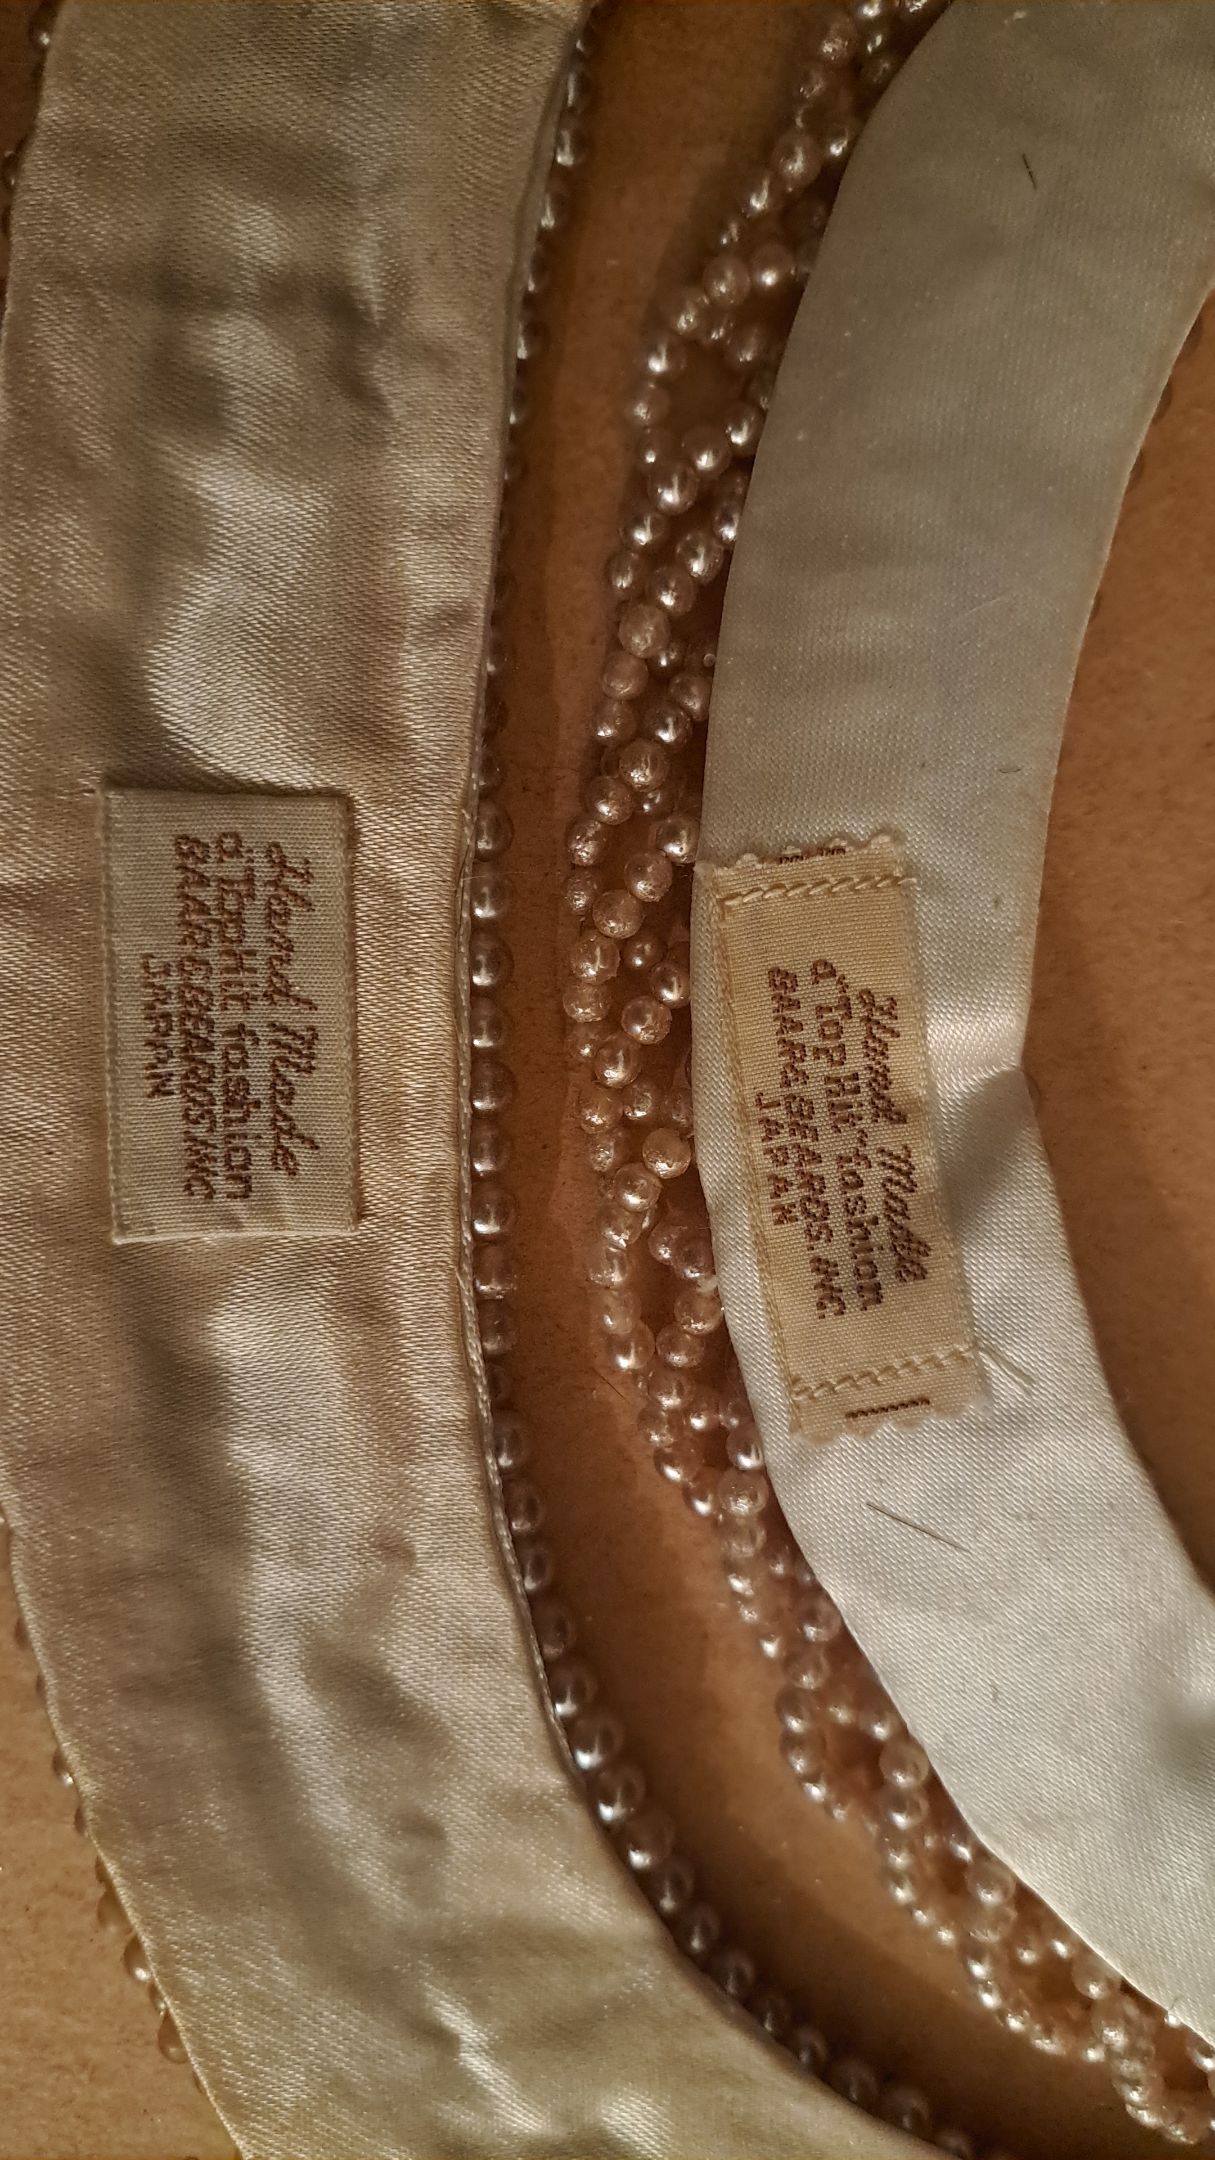 Hand Made
a Top Hit fashion
BAAR & BEARDS INC
JAPAN
Hand Made
a Top Hit fashion
BAAR & BEARDS. INC.
JAPAN